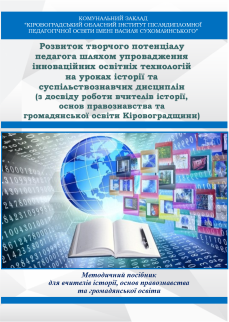 КОМУНАЛЬНИЙ ЗАКЛАД
"КІРОВОГРАДСЬКИЙ ОБЛАСНИЙ ІНСТИТУТ ПІСЛЯДИПЛОМНОЇ
ПЕДАГОГІЧНОЇ ОСВІТИ ІМЕНІ ВАСИЛЯ СУХОМЛИНСЬКОГО"
Розвиток творчого потенціалу
педагога шляхом упровадження
інноваційних освітніх технологій
на уроках історії та
суспільствознавчих дисциплін
(з досвіду роботи вчителів історії,
основ правознавства та
громадянської освіти Кіровоградщини)
Методичний посібник
для вчителів історії, основ правознавства
та громадянської освіти